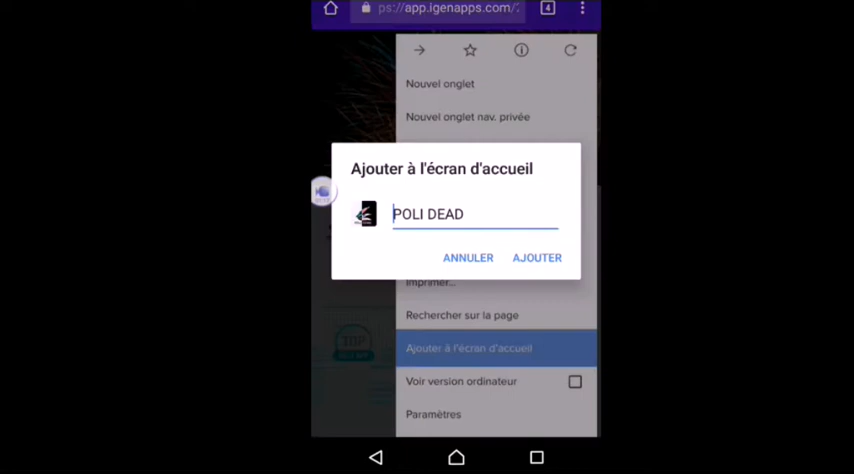 ps://app.igenapps.com/
4
Nouvel onglet
Nouvel onglet nav. privée
Ajouter à l'écran d'accueil
POLI DEAD
ANNULER
AJOUTER
Imprimer...
Rechercher sur la page
Ajouter à l'écran d'accueil
Voir version ordinateur
Paramètres